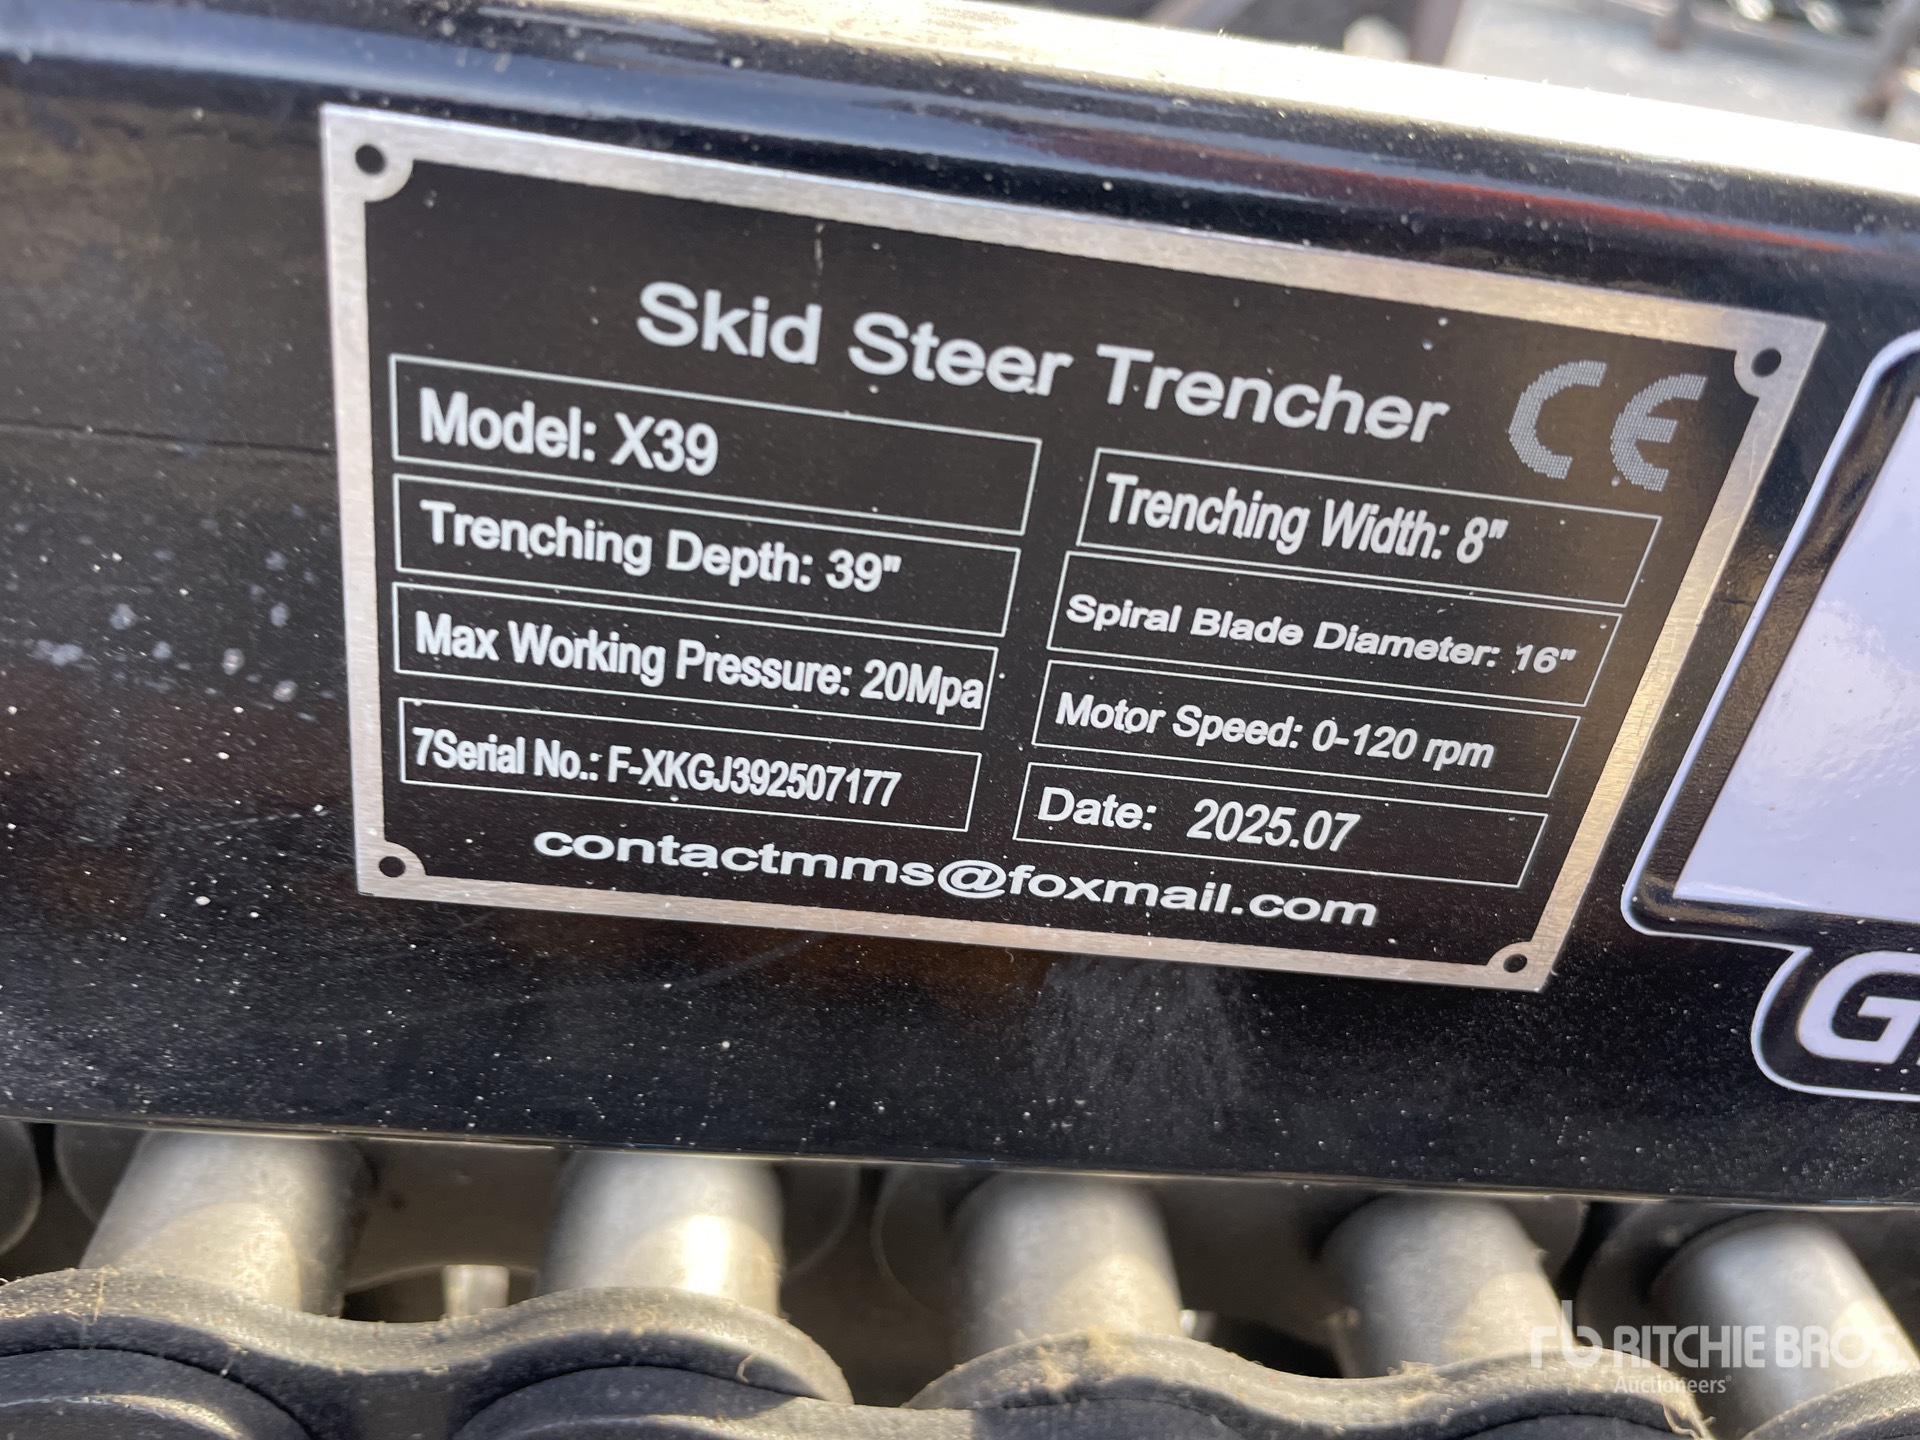 Skid Steer Trencher CE
Model: X39
Trenching Width: 8"
Trenching Depth: 39"
Spiral Blade Diameter: 16"
Max Working Pressure: 20Mpa
Motor Speed: 0-120 rpm
7Serial No.: F-XKGJ392507177
Date: 2025.07
contactmms@foxmail.com
G
rb RITCHIE BROS
Auctioneers